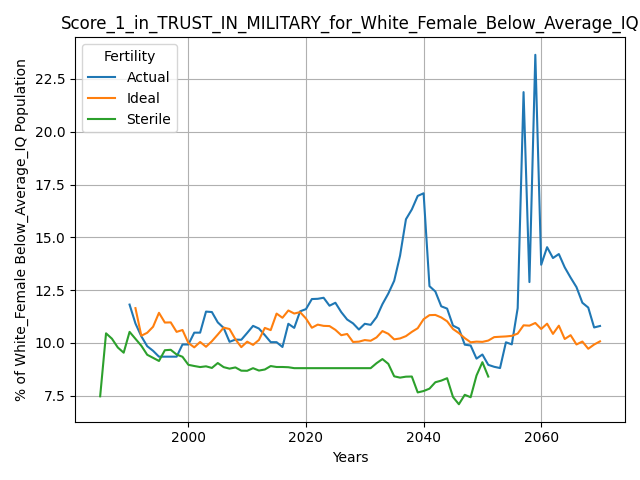 Score_1_in_TRUST_IN_MILITARY_for_White_Female_Below_Average_IQ
Fertility
Actual
Ideal
Sterile
% of White_Female Below_Average_IQ Population
22.5
20.0
17.5
15.0
12.5
10.0
7.5
2000
2020
2040
2060
Years